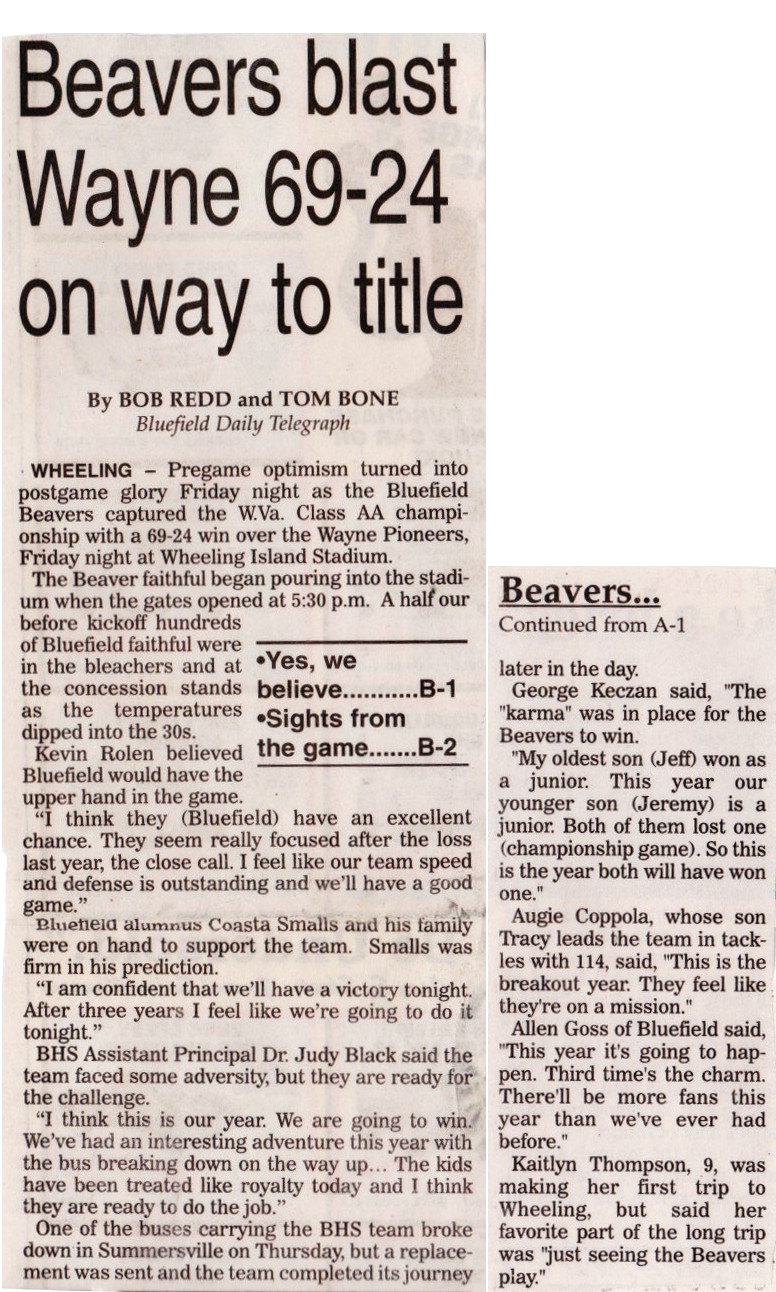 Beavers blast
Wayne 69-24
on way to title
By BOB REDD and TOM BONE
Bluefield Daily Telegraph
WHEELING – Pregame optimism turned into
postgame glory Friday night as the Bluefield
Beavers captured the W.Va. Class AA champi-
onship with a 69-24 win over the Wayne Pioneers,
Friday night at Wheeling Island Stadium.
The Beaver faithful began pouring into the stadi-
um when the gates opened at 5:30 p.m. A half our
before kickoff hundreds
of Bluefield faithful were
in the bleachers and at
the concession stands
as the temperatures
dipped into the 30s.
Kevin Rolen believed
Bluefield would have the
upper hand in the game.
•Yes, we
believe...........B-1
•Sights from
the game.......B-2
“I think they (Bluefield) have an excellent
chance. They seem really focused after the loss
last year, the close call. I feel like our team speed
and defense is outstanding and we'll have a good
game.”
Bluefield alumnus Coasta Smalls and his family
were on hand to support the team. Smalls was
firm in his prediction.
“I am confident that we'll have a victory tonight.
After three years I feel like we're going to do it
tonight.”
BHS Assistant Principal Dr. Judy Black said the
team faced some adversity, but they are ready for
the challenge.
“I think this is our year. We are going to win.
We've had an interesting adventure this year with
the bus breaking down on the way up... The kids
have been treated like royalty today and I think
they are ready to do the job.”
One of the buses carrying the BHS team broke
down in Summersville on Thursday, but a replace-
ment was sent and the team completed its journey
Beavers...
Continued from A-1
later in the day.
George Keczan said, "The
"karma" was in place for the
Beavers to win.
"My oldest son (Jeff) won as
a junior. This year our
younger son (Jeremy) is a
junior. Both of them lost one
(championship game). So this
is the year both will have won
one."
Augie Coppola, whose son
Tracy leads the team in tack-
les with 114, said, "This is the
breakout year. They feel like
they're on a mission."
Allen Goss of Bluefield said,
"This year it's going to hap-
pen. Third time's the charm.
There'll be more fans this
year than we've ever had
before."
Kaitlyn Thompson, 9, was
making her first trip to
Wheeling, but said her
favorite part of the long trip
was "just seeing the Beavers
play."